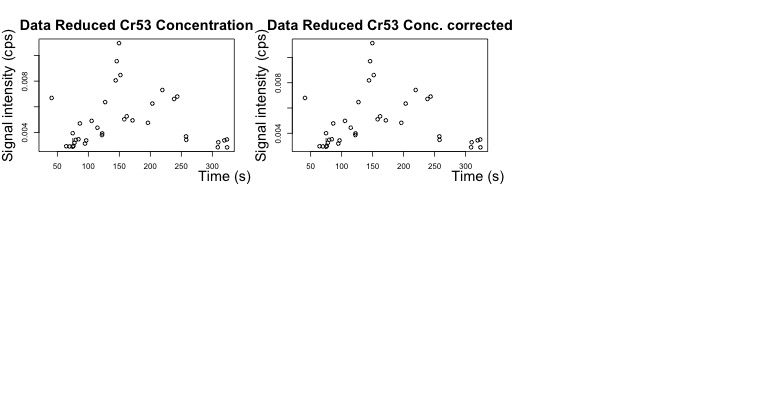 Data Reduced Cr53 Concentration
Signal intensity (cps)
0.008
0.004
50 100 150 200 250 300
Time (s)
Data Reduced Cr53 Conc. corrected
Signal intensity (cps)
0.008
0.004
50 100 150 200 250 300
Time (s)